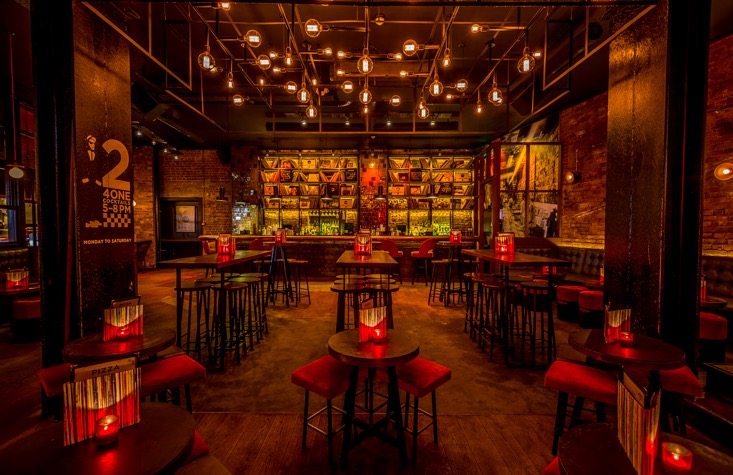 2
4ONE
COCKTAILS
5-8PM
MONDAY TO SATURDAY
PIZZA